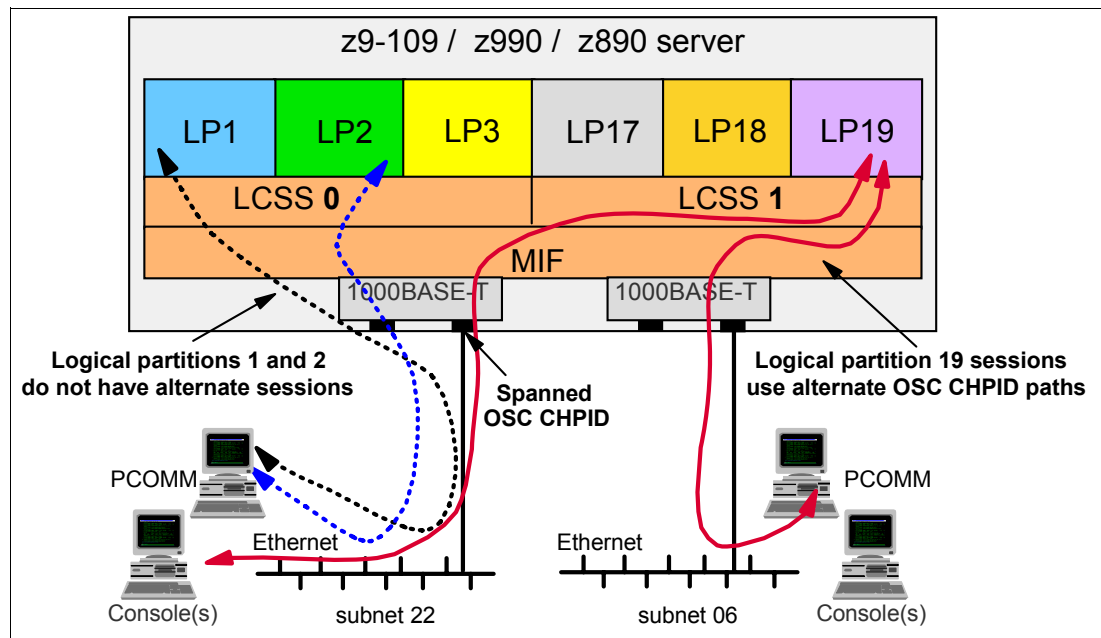 z9-109 / z990 / z890 server
LP1
LP2
LP3
LP17
LP18
LP19
LCSS 0
LCSS 1
MIF
1000BASE-T
1000BASE-T
Logical partitions 1 and 2
do not have alternate sessions
Spanned
OSC CHPID
Logical partition 19 sessions
use alternate OSC CHPID paths
PCOMM
PCOMM
Ethernet
Ethernet
Console(s)
subnet 22
subnet 06
Console(s)